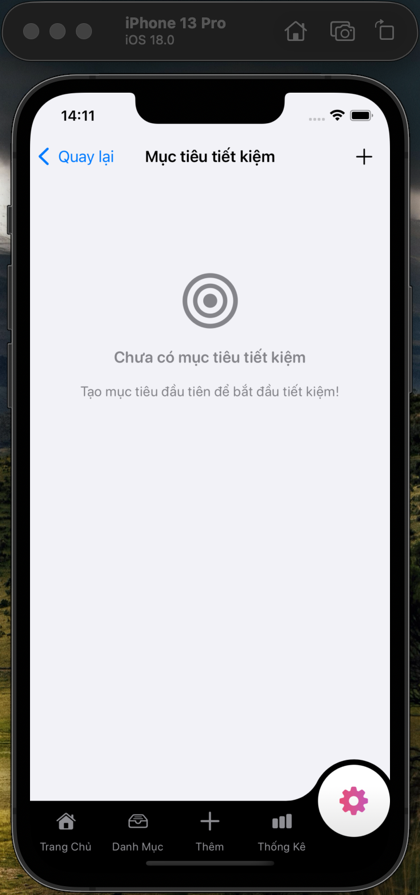 iPhone 13 Pro
iOS 18.0
14:11
Quay lại Mục tiêu tiết kiệm
Chưa có mục tiêu tiết kiệm
Tạo mục tiêu đầu tiên để bắt đầu tiết kiệm!
Trang Chủ Danh Mục Thêm Thống Kê